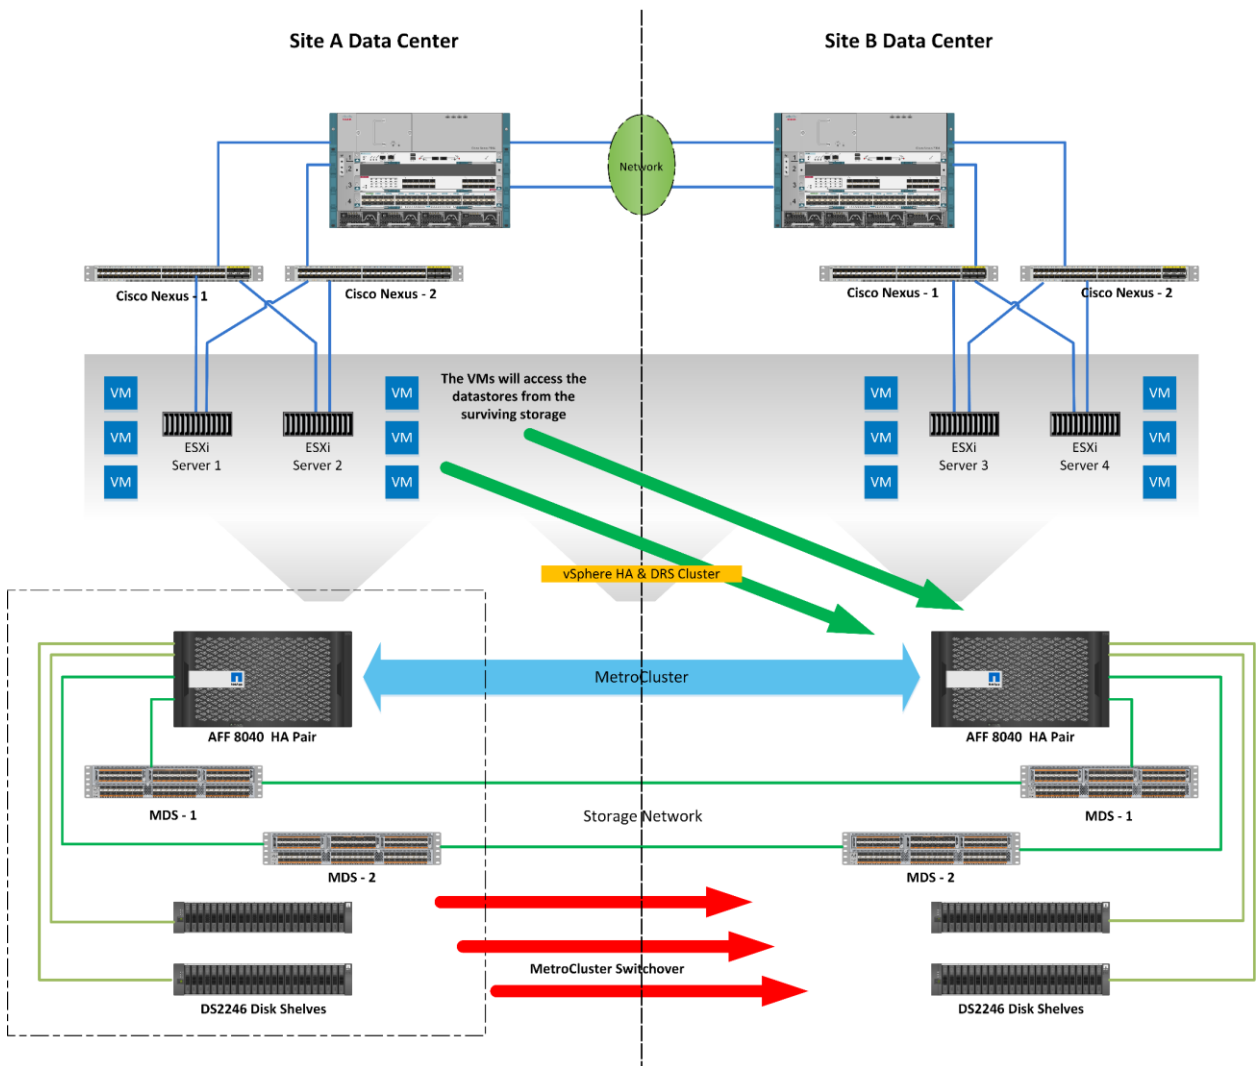 Site A Data Center
Site B Data Center
Network
Cisco Nexus - 1
Cisco Nexus - 2
Cisco Nexus - 1
Cisco Nexus - 2
VM
VM
VM
ESXi
Server 1
ESXi
Server 2
VM
VM
VM
The VMs will access the
datastores from the
surviving storage
VM
VM
VM
ESXi
Server 3
ESXi
Server 4
VM
VM
VM
vSphere HA & DRS Cluster
MetroCluster
AFF 8040  HA Pair
AFF 8040  HA Pair
MDS - 1
MDS - 1
Storage Network
MDS - 2
MDS - 2
MetroCluster Switchover
DS2246 Disk Shelves
DS2246 Disk Shelves